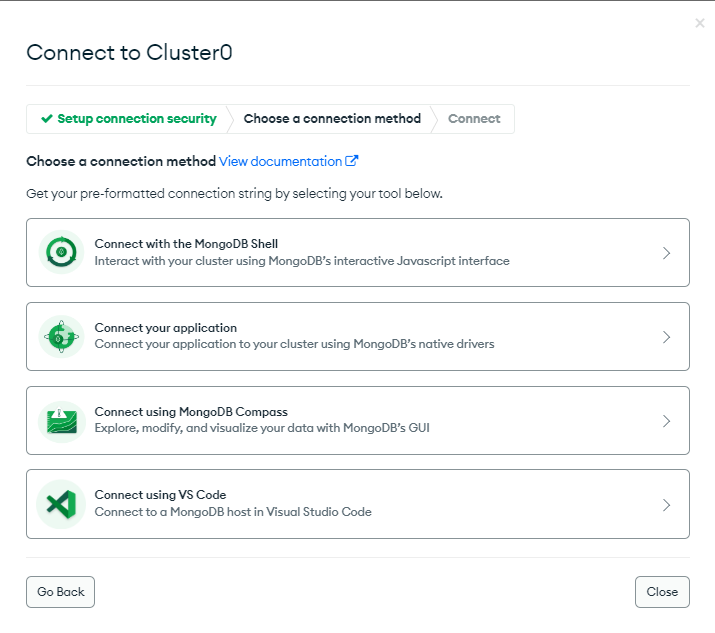 Connect to Cluster0
Setup connection security
Choose a connection method
Connect
Choose a connection method View documentation
Get your pre-formatted connection string by selecting your tool below.
Connect with the MongoDB Shell
Interact with your cluster using MongoDB's interactive Javascript interface
Connect your application
Connect your application to your cluster using MongoDB's native drivers
Connect using MongoDB Compass
Explore, modify, and visualize your data with MongoDB's GUI
Connect using VS Code
Connect to a MongoDB host in Visual Studio Code
Go Back
Close